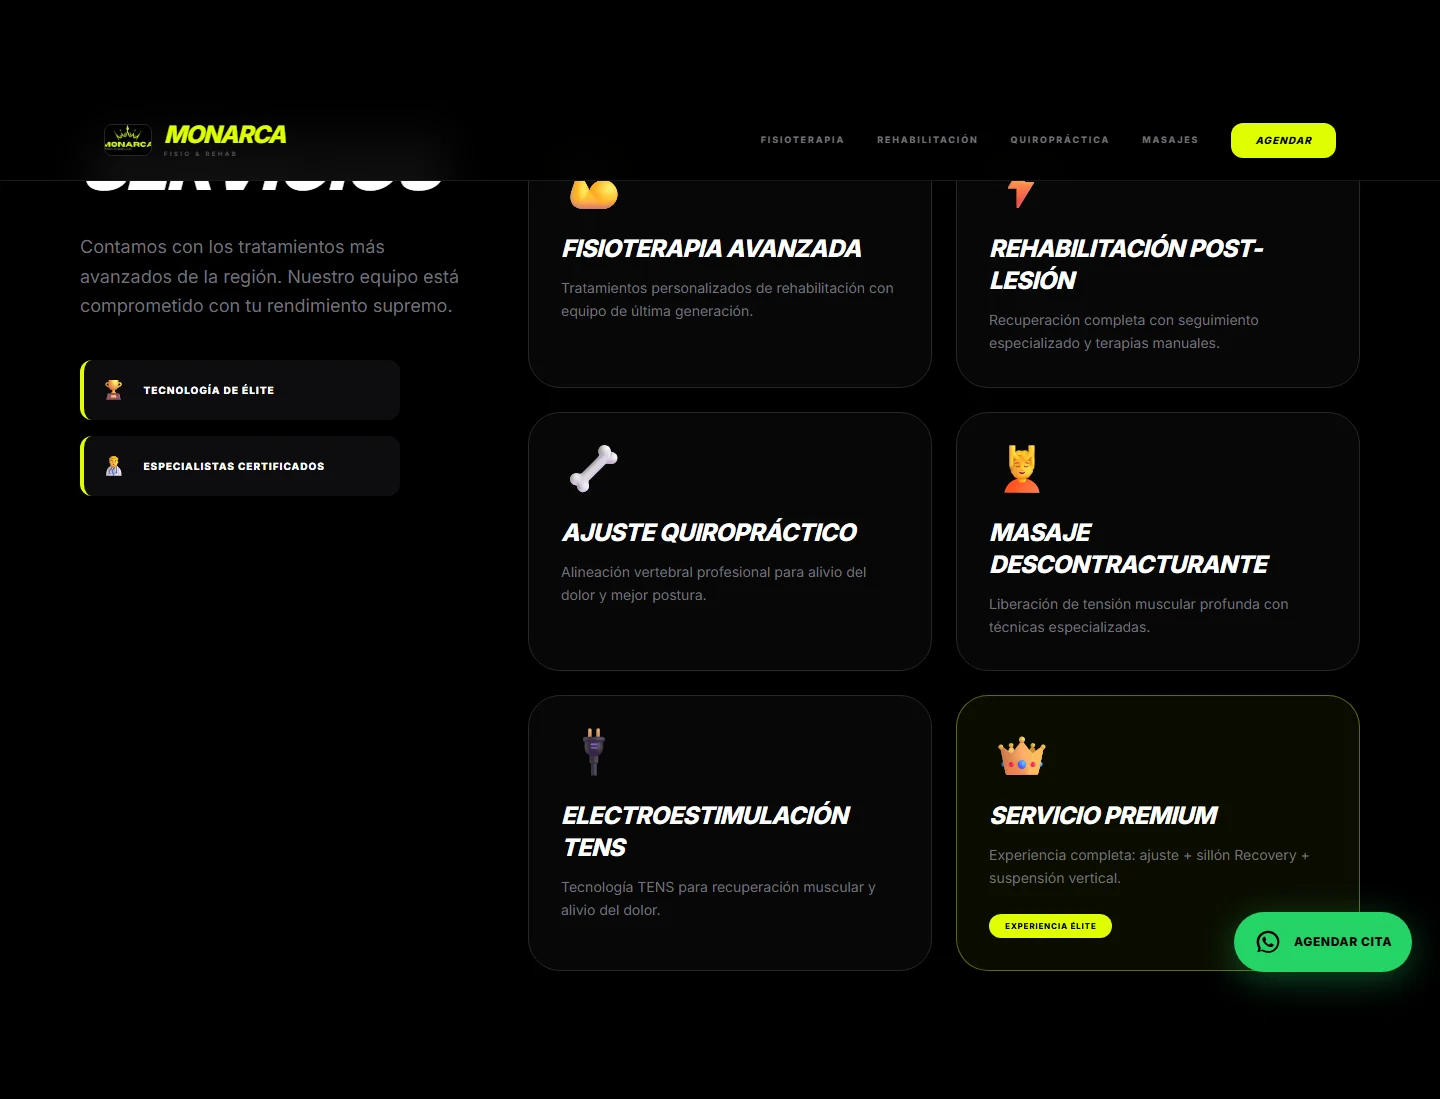 MONARCA
MONARCA
FISIO & REHAB
FISIOTERAPIA
REHABILITACIÓN
QUIROPRÁCTICA
MASAJES
AGENDAR
SERVICIOS
Contamos con los tratamientos más
avanzados de la región. Nuestro equipo está
comprometido con tu rendimiento supremo.
TECNOLOGÍA DE ÉLITE
ESPECIALISTAS CERTIFICADOS
FISIOTERAPIA AVANZADA
Tratamientos personalizados de rehabilitación con
equipo de última generación.
REHABILITACIÓN POST-
LESIÓN
Recuperación completa con seguimiento
especializado y terapias manuales.
AJUSTE QUIROPRÁCTICO
Alineación vertebral profesional para alivio del
dolor y mejor postura.
MASAJE
DESCONTRACTURANTE
Liberación de tensión muscular profunda con
técnicas especializadas.
ELECTROESTIMULACIÓN
TENS
Tecnología TENS para recuperación muscular y
alivio del dolor.
SERVICIO PREMIUM
Experiencia completa: ajuste + sillón Recovery +
suspensión vertical.
EXPERIENCIA ÉLITE
AGENDAR CITA